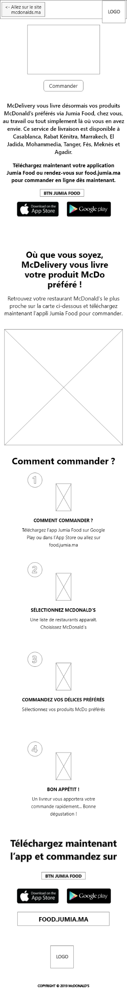 <- Allez sur le site
mcdonalds.ma
LOGO
Commander
McDelivery vous livre désormais vos produits
McDonald's préférés via Jumia Food, chez vous,
au travail ou tout simplement là où vous en avez
envie. Ce service de livraison est disponible à
Casablanca, Rabat Kénitra, Marrakech, El
Jadida, Mohammedia, Tanger, Fès, Meknès et
Agadir.
Téléchargez maintenant votre application
Jumia Food ou rendez-vous sur food.jumia.ma
pour commander en ligne dès maintenant.
BTN JUMIA FOOD
Download on the
App Store
Google play
Où que vous soyez,
McDelivery vous livre
votre produit McDo
préféré !
Retrouvez votre restaurant McDonald's le plus
proche sur la carte ci-dessous et téléchargez
maintenant l'appli Jumia Food pour commander.
Comment commander ?
1
COMMENT COMMANDER ?
Téléchargez l'app Jumia Food sur Google
Play ou dans l'App Store ou allez sur
food.jumia.ma
2
SÉLECTIONNEZ MCDONALD'S
Une liste de restaurants apparaît.
Choisissez McDonald's
3
COMMANDEZ VOS DÉLICES PRÉFÉRÉS
Sélectionnez vos produits McDo préférés
4
BON APPÉTIT !
Un livreur vous apportera votre
commande rapidement... Bonne
dégustation !
Téléchargez maintenant
l'app et commandez sur
BTN JUMIA FOOD
Download on the
App Store
Google play
FOOD.JUMIA.MA
LOGO
COPYRIGHT © 2019 McDONALD'S